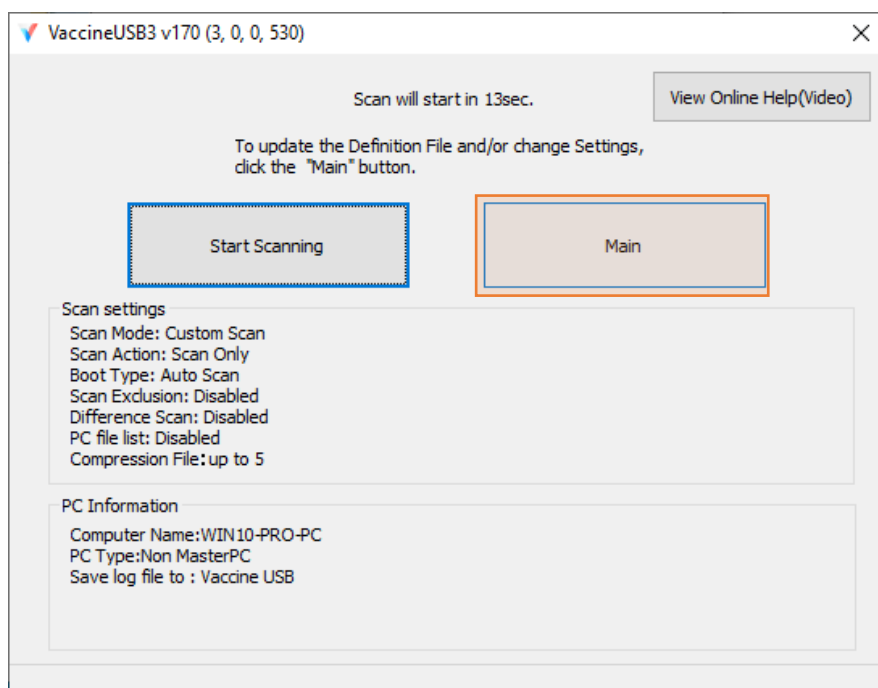 VaccineUSB3 v170 (3, 0, 0, 530)
Scan will start in 13sec.
View Online Help(Video)
To update the Definition File and/or change Settings,
click the "Main" button.
Start Scanning
Main
Scan settings
Scan Mode: Custom Scan
Scan Action: Scan Only
Boot Type: Auto Scan
Scan Exclusion: Disabled
Difference Scan: Disabled
PC file list: Disabled
Compression File:up to 5
PC Information
Computer Name:WIN10-PRO-PC
PC Type:Non MasterPC
Save log file to : Vaccine USB